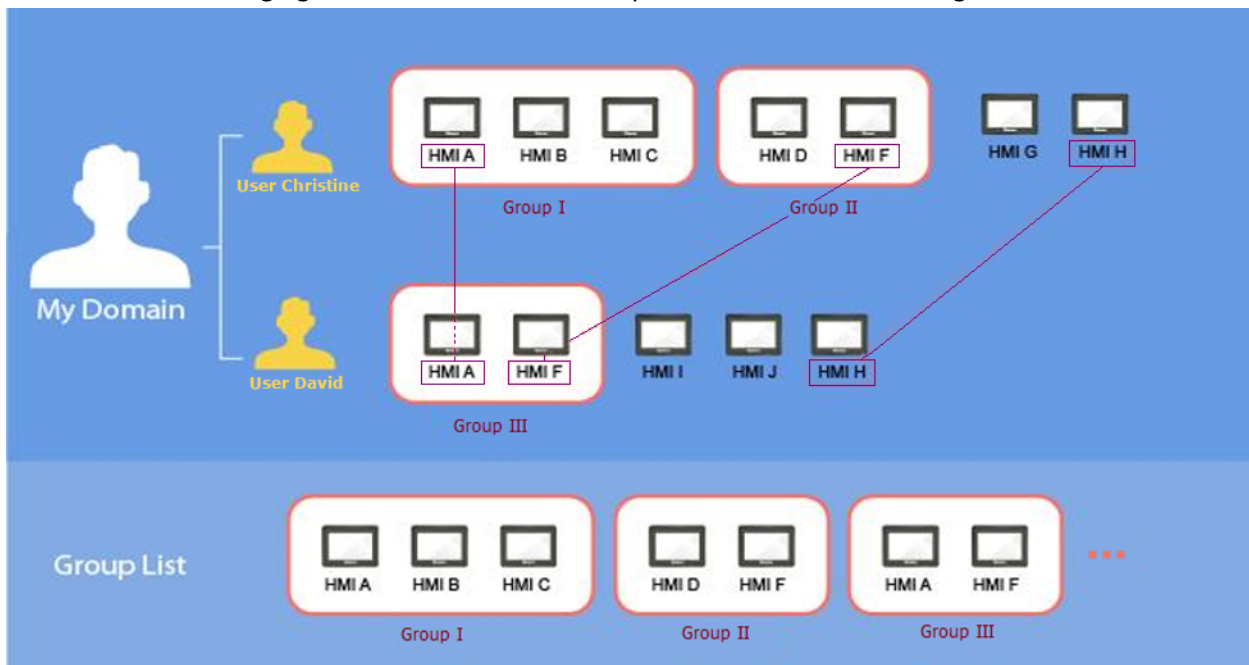 HMI A HMI B HMI C HMI D HMI F HMI G HMI H
User Christine
Group I Group II
My Domain
HMI A HMI F HMI I HMI J HMI H
User David
Group III
Group List
HMI A HMI B HMI C HMI D HMI F HMI A HMI F
Group I Group II Group III